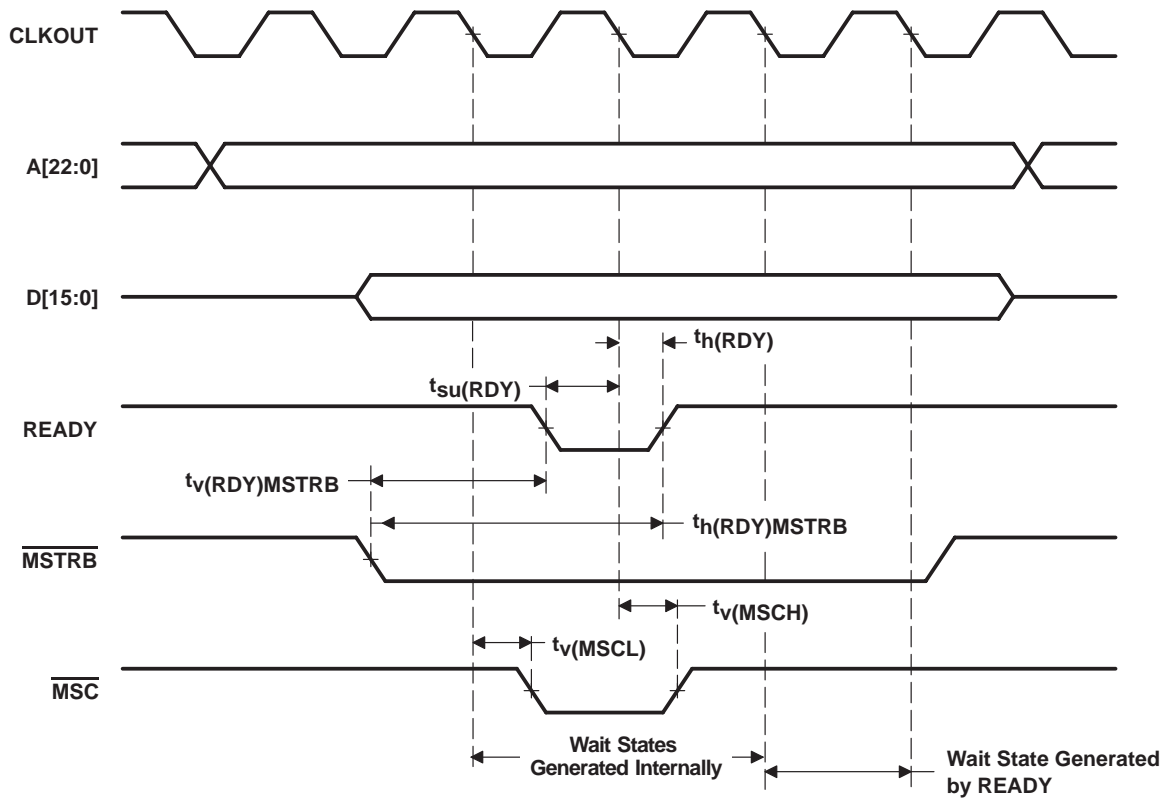 CLKOUT
A[22:0]
D[15:0]
th(RDY)
tsu(RDY)
READY
tv(RDY)MSTRB
th(RDY)MSTRB
MSTRB
tv(MSCH)
tv(MSCL)
MSC
Wait States
Generated Internally
Wait State Generated
by READY